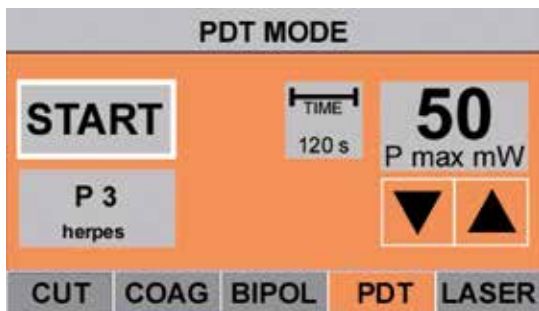 PDT MODE
START
TIME
120 s
50
P max mW
P 3
herpes
CUT COAG BIPOL PDT LASER